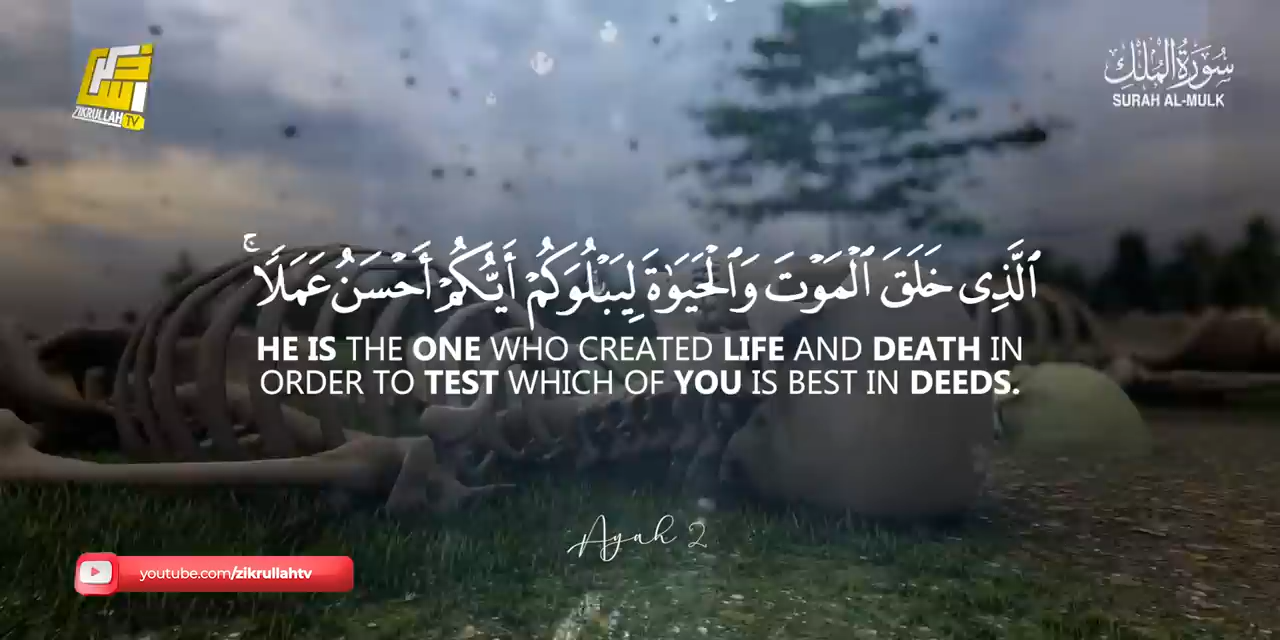 ZIKRULLAH TV
سُورَةُ الْمُلْكِ
SURAH AL-MULK
ٱلَّذِى خَلَقَ ٱلْمَوْتَ وَٱلْحَيَوٰةَ لِيَبْلُوَكُمْ أَيُّكُمْ أَحْسَنُ عَمَلًا ۚ
HE IS THE ONE WHO CREATED LIFE AND DEATH IN
ORDER TO TEST WHICH OF YOU IS BEST IN DEEDS.
Ayah 2
youtube.com/zikrullahtv